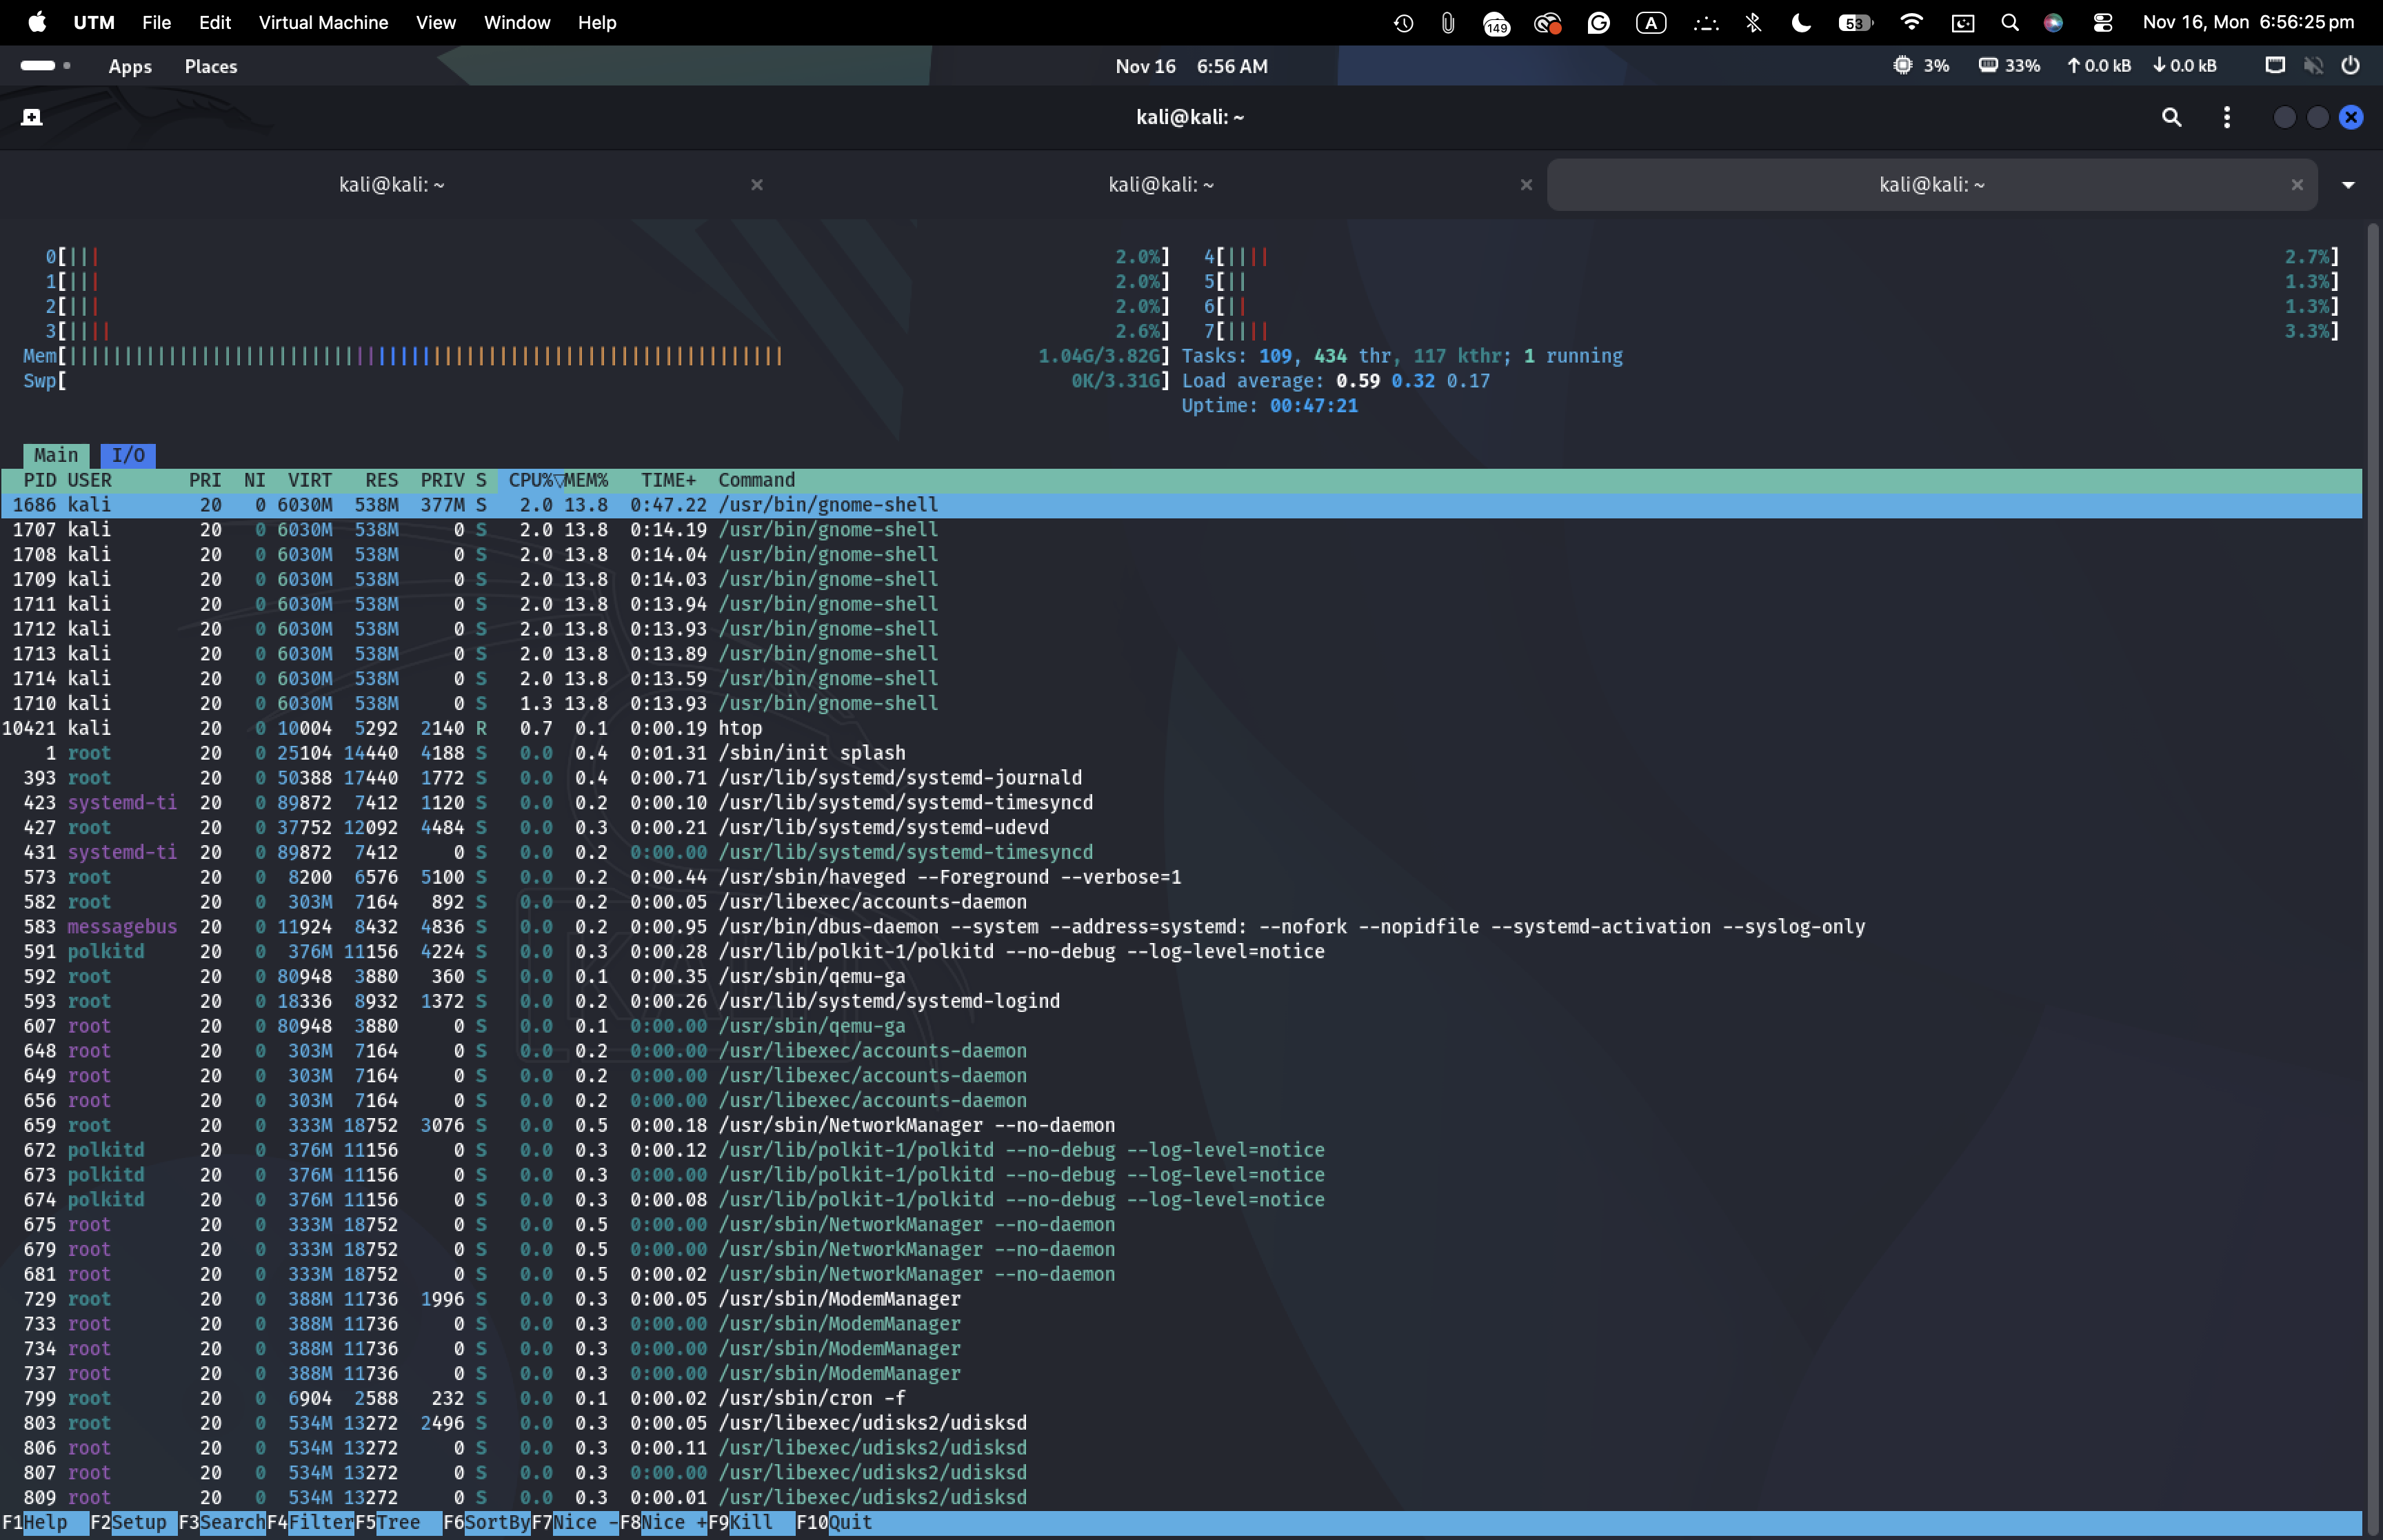 UTM File Edit Virtual Machine View Window Help 149 A 53 Nov 16, Mon 6:56:25 pm
Apps Places Nov 16 6:56 AM 3% 33% ↑ 0.0 kB ↓ 0.0 kB
kali@kali: ~
kali@kali: ~ × kali@kali: ~ × kali@kali: ~ ×
0[||| 2.0%] 4[|||| 2.7%]
1[||| 2.0%] 5[|| 1.3%]
2[||| 2.0%] 6[|| 1.3%]
3[|||| 2.6%] 7[|||| 3.3%]
Mem[||||||||||||||||||||||||||||||||||||||||||||||||||||||||||||||||| 1.04G/3.82G] Tasks: 109, 434 thr, 117 kthr; 1 running
Swp[ 0K/3.31G] Load average: 0.59 0.32 0.17
Uptime: 00:47:21
Main I/O
PID USER PRI NI VIRT RES PRIV S CPU%▽MEM% TIME+ Command
1686 kali 20 0 6030M 538M 377M S 2.0 13.8 0:47.22 /usr/bin/gnome-shell
1707 kali 20 0 6030M 538M 0 S 2.0 13.8 0:14.19 /usr/bin/gnome-shell
1708 kali 20 0 6030M 538M 0 S 2.0 13.8 0:14.04 /usr/bin/gnome-shell
1709 kali 20 0 6030M 538M 0 S 2.0 13.8 0:14.03 /usr/bin/gnome-shell
1711 kali 20 0 6030M 538M 0 S 2.0 13.8 0:13.94 /usr/bin/gnome-shell
1712 kali 20 0 6030M 538M 0 S 2.0 13.8 0:13.93 /usr/bin/gnome-shell
1713 kali 20 0 6030M 538M 0 S 2.0 13.8 0:13.89 /usr/bin/gnome-shell
1714 kali 20 0 6030M 538M 0 S 2.0 13.8 0:13.59 /usr/bin/gnome-shell
1710 kali 20 0 6030M 538M 0 S 1.3 13.8 0:13.93 /usr/bin/gnome-shell
10421 kali 20 0 10004 5292 2140 R 0.7 0.1 0:00.19 htop
1 root 20 0 25104 14440 4188 S 0.0 0.4 0:01.31 /sbin/init splash
393 root 20 0 50388 17440 1772 S 0.0 0.4 0:00.71 /usr/lib/systemd/systemd-journald
423 systemd-ti 20 0 89872 7412 1120 S 0.0 0.2 0:00.10 /usr/lib/systemd/systemd-timesyncd
427 root 20 0 37752 12092 4484 S 0.0 0.3 0:00.21 /usr/lib/systemd/systemd-udevd
431 systemd-ti 20 0 89872 7412 0 S 0.0 0.2 0:00.00 /usr/lib/systemd/systemd-timesyncd
573 root 20 0 8200 6576 5100 S 0.0 0.2 0:00.44 /usr/sbin/haveged --Foreground --verbose=1
582 root 20 0 303M 7164 892 S 0.0 0.2 0:00.05 /usr/libexec/accounts-daemon
583 messagebus 20 0 11924 8432 4836 S 0.0 0.2 0:00.95 /usr/bin/dbus-daemon --system --address=systemd: --nofork --nopidfile --systemd-activation --syslog-only
591 polkitd 20 0 376M 11156 4224 S 0.0 0.3 0:00.28 /usr/lib/polkit-1/polkitd --no-debug --log-level=notice
592 root 20 0 80948 3880 360 S 0.0 0.1 0:00.35 /usr/sbin/qemu-ga
593 root 20 0 18336 8932 1372 S 0.0 0.2 0:00.26 /usr/lib/systemd/systemd-logind
607 root 20 0 80948 3880 0 S 0.0 0.1 0:00.00 /usr/sbin/qemu-ga
648 root 20 0 303M 7164 0 S 0.0 0.2 0:00.00 /usr/libexec/accounts-daemon
649 root 20 0 303M 7164 0 S 0.0 0.2 0:00.00 /usr/libexec/accounts-daemon
656 root 20 0 303M 7164 0 S 0.0 0.2 0:00.00 /usr/libexec/accounts-daemon
659 root 20 0 333M 18752 3076 S 0.0 0.5 0:00.18 /usr/sbin/NetworkManager --no-daemon
672 polkitd 20 0 376M 11156 0 S 0.0 0.3 0:00.12 /usr/lib/polkit-1/polkitd --no-debug --log-level=notice
673 polkitd 20 0 376M 11156 0 S 0.0 0.3 0:00.00 /usr/lib/polkit-1/polkitd --no-debug --log-level=notice
674 polkitd 20 0 376M 11156 0 S 0.0 0.3 0:00.08 /usr/lib/polkit-1/polkitd --no-debug --log-level=notice
675 root 20 0 333M 18752 0 S 0.0 0.5 0:00.00 /usr/sbin/NetworkManager --no-daemon
679 root 20 0 333M 18752 0 S 0.0 0.5 0:00.00 /usr/sbin/NetworkManager --no-daemon
681 root 20 0 333M 18752 0 S 0.0 0.5 0:00.02 /usr/sbin/NetworkManager --no-daemon
729 root 20 0 388M 11736 1996 S 0.0 0.3 0:00.05 /usr/sbin/ModemManager
733 root 20 0 388M 11736 0 S 0.0 0.3 0:00.00 /usr/sbin/ModemManager
734 root 20 0 388M 11736 0 S 0.0 0.3 0:00.00 /usr/sbin/ModemManager
737 root 20 0 388M 11736 0 S 0.0 0.3 0:00.00 /usr/sbin/ModemManager
799 root 20 0 6904 2588 232 S 0.0 0.1 0:00.02 /usr/sbin/cron -f
803 root 20 0 534M 13272 2496 S 0.0 0.3 0:00.05 /usr/libexec/udisks2/udisksd
806 root 20 0 534M 13272 0 S 0.0 0.3 0:00.11 /usr/libexec/udisks2/udisksd
807 root 20 0 534M 13272 0 S 0.0 0.3 0:00.00 /usr/libexec/udisks2/udisksd
809 root 20 0 534M 13272 0 S 0.0 0.3 0:00.01 /usr/libexec/udisks2/udisksd
F1Help F2Setup F3SearchF4FilterF5Tree F6SortByF7Nice -F8Nice +F9Kill F10Quit